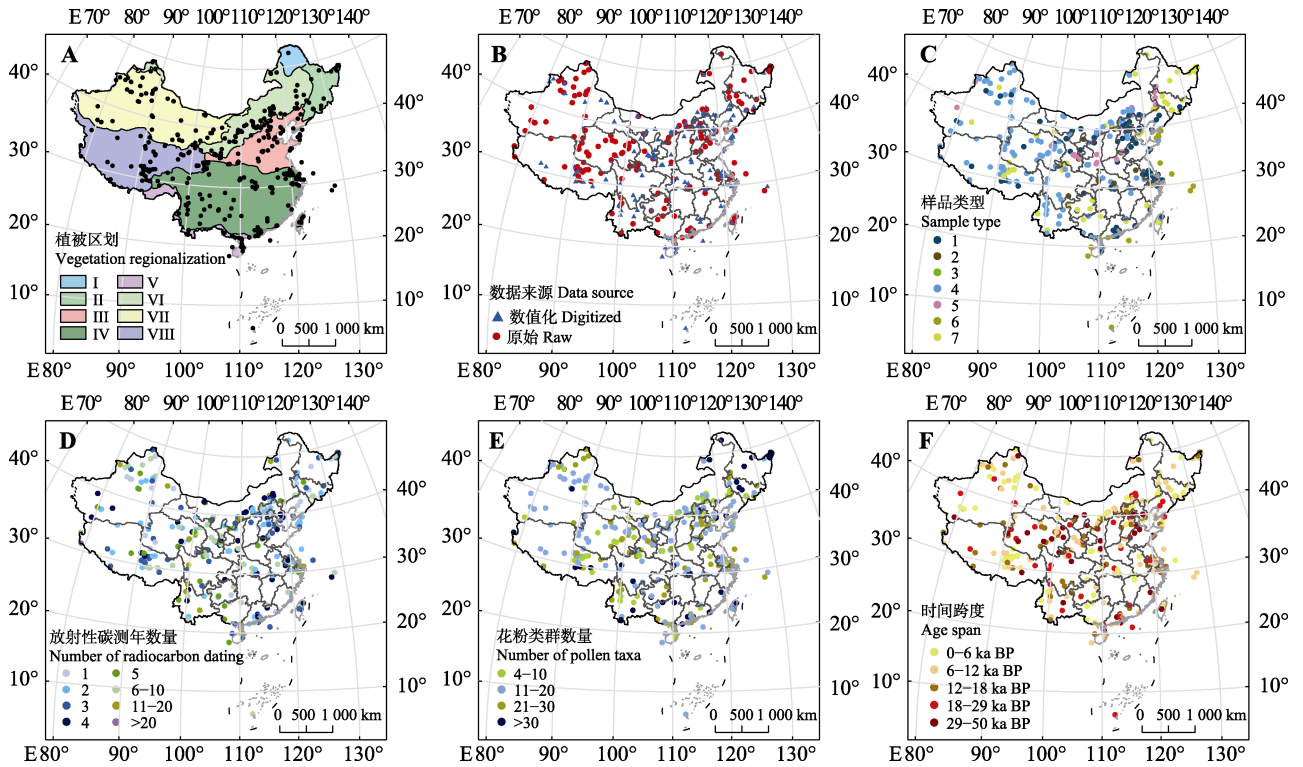 E70° 80° 90° 100° 110° 120° 130° 140°
E70° 80° 90° 100° 110° 120° 130° 140°
E70° 80° 90° 100° 110° 120° 130° 140°
A
B
C
40° 40°
40° 40°
40° 40°
30° 30°
30° 30°
30° 30°
20° 20°
20° 20°
20° 20°
10° 10°
10° 10°
10° 10°
植被区划
Vegetation regionalization
I V
II VI
III VII
IV VIII
0 500 1 000 km
数据来源 Data source
数值化 Digitized
原始 Raw
0 500 1 000 km
样品类型
Sample type
1
2
3
4
5
6
7
0 500 1 000 km
E80° 90° 100° 110° 120° 130°
E80° 90° 100° 110° 120° 130°
E80° 90° 100° 110° 120° 130°
E70° 80° 90° 100° 110° 120° 130° 140°
E70° 80° 90° 100° 110° 120° 130° 140°
E70° 80° 90° 100° 110° 120° 130° 140°
D
E
F
40° 40°
40° 40°
40° 40°
30° 30°
30° 30°
30° 30°
20° 20°
20° 20°
20° 20°
10° 10°
10° 10°
10° 10°
放射性碳测年数量
Number of radiocarbon dating
1 5
2 6−10
3 11−20
4 >20
0 500 1 000 km
花粉类群数量
Number of pollen taxa
4−10
11−20
21−30
>30
0 500 1 000 km
时间跨度
Age span
0−6 ka BP
6−12 ka BP
12−18 ka BP
18−29 ka BP
29−50 ka BP
0 500 1 000 km
E80° 90° 100° 110° 120° 130°
E80° 90° 100° 110° 120° 130°
E80° 90° 100° 110° 120° 130°